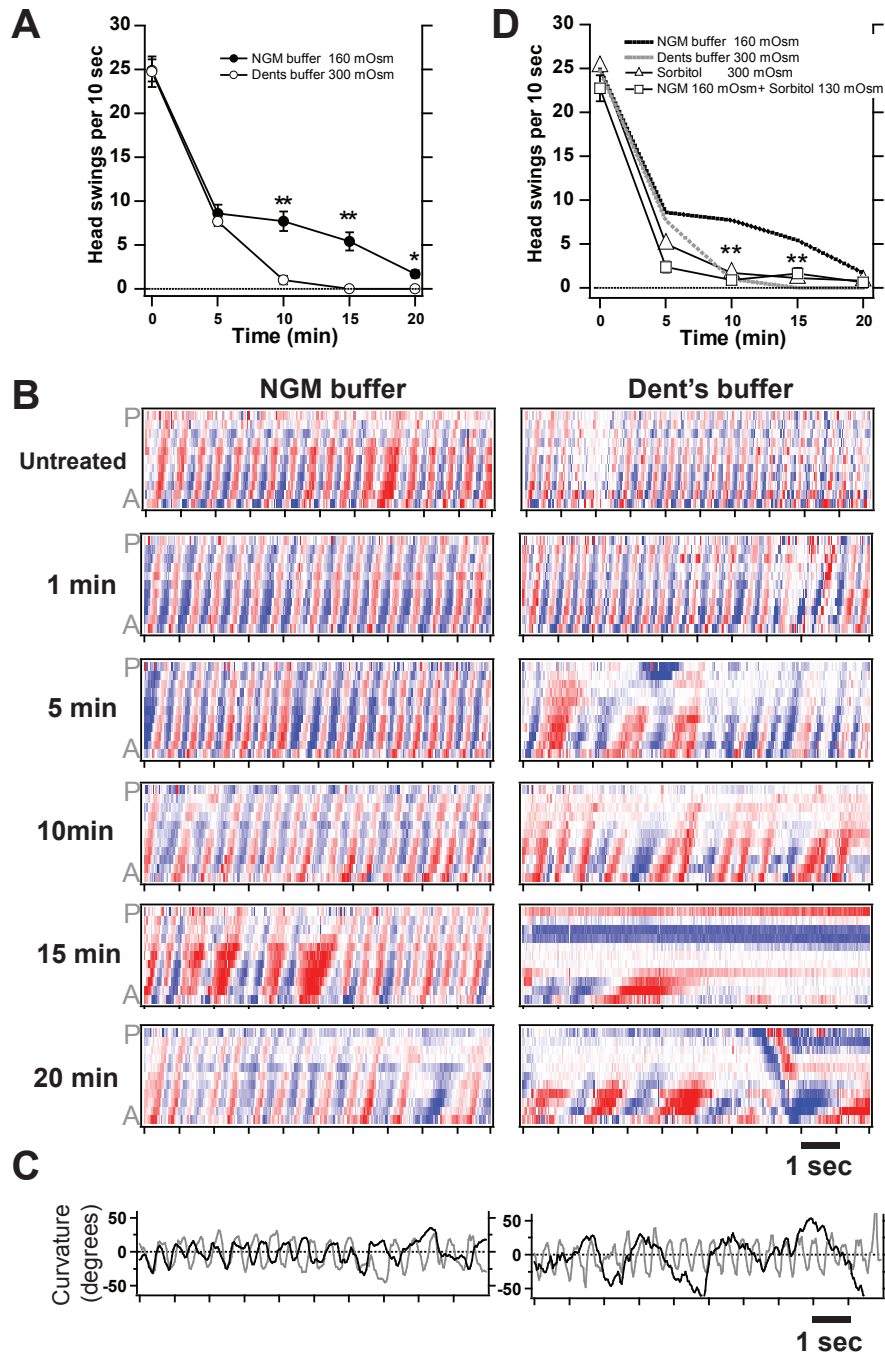 A
30
25
20
15
10
5
0
Head swings per 10 sec
NGM buffer 160 mOsm
Dents buffer 300 mOsm
**
**
*
0 5 10 15 20
Time (min)
D
30
25
20
15
10
5
0
Head swings per 10 sec
NGM buffer 160 mOsm
Dents buffer 300 mOsm
Sorbitol 300 mOsm
NGM 160 mOsm+ Sorbitol 130 mOsm
**
**
0 5 10 15 20
Time (min)
B
NGM buffer
Dent's buffer
P
Untreated
A
P
1 min
A
P
5 min
A
P
10min
A
P
15 min
A
P
20 min
A
1 sec
C
Curvature
(degrees)
50
0
-50
50
0
-50
1 sec